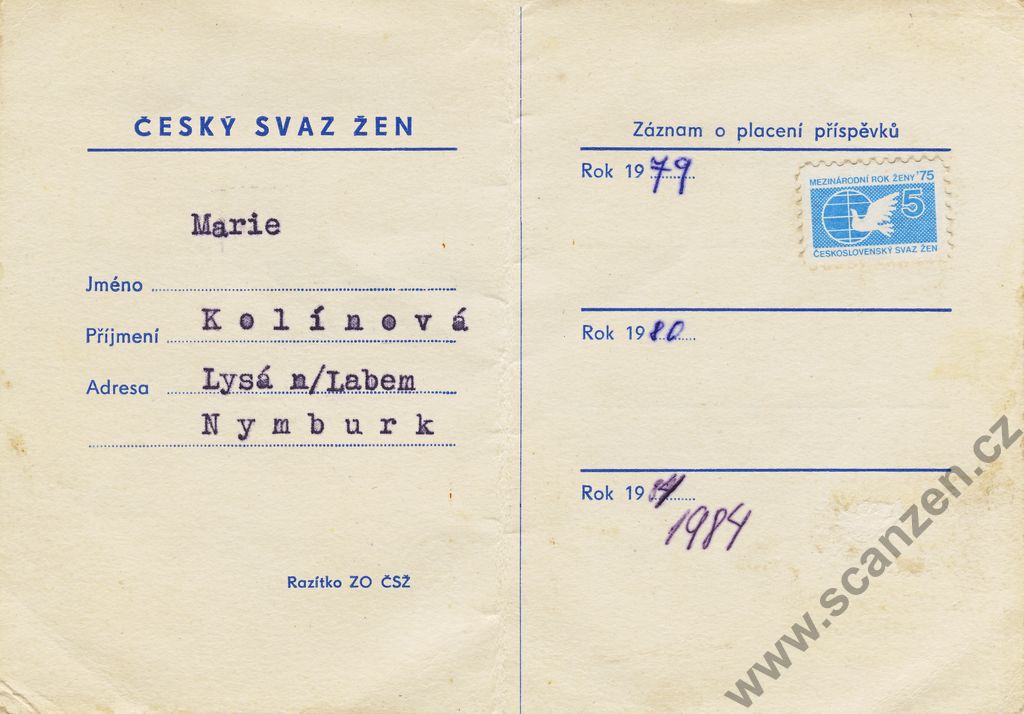 ČESKÝ SVAZ ŽEN
Marie
Jméno
Kolínová
Příjmení
Adresa Lysá n/Labem
Nymburk
Razítko ZO ČSŽ
Záznam o placení příspěvků
Rok 1979
MEZINÁRODNÍ ROK ŽENY '75
5
ČESKOSLOVENSKÝ SVAZ ŽEN
Rok 1980
Rok 19
1984
www.scanzen.cz